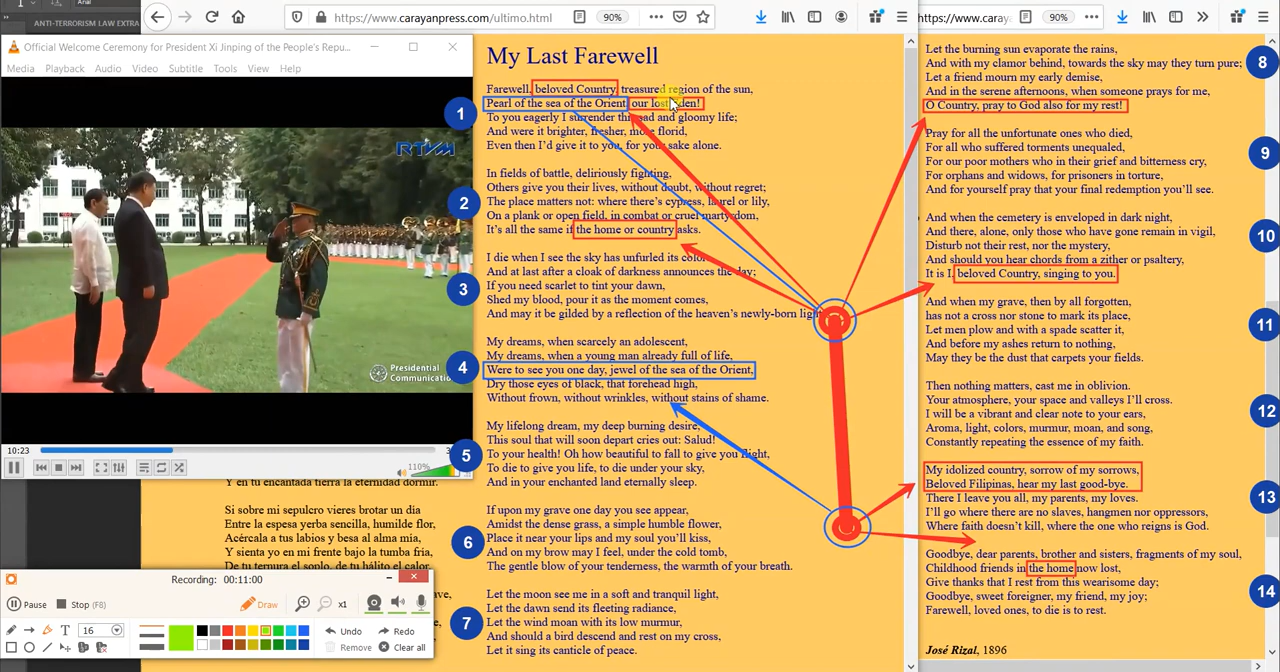 Arial
ANTI-TERRORISM LAW EXTRA
https://www.carayanpress.com/ultimo.html
90%
https://www.caraya
90%
Official Welcome Ceremony for President Xi Jinping of the People's Repu...
Media Playback Audio Video Subtitle Tools View Help
RTVM
Presidential
Communicatio
10:23
110%
My Last Farewell
1
Farewell, beloved Country, treasured region of the sun,
Pearl of the sea of the Orient, our lost Eden!
To you eagerly I surrender this sad and gloomy life;
And were it brighter, fresher, more florid,
Even then I'd give it to you, for your sake alone.
2
In fields of battle, deliriously fighting,
Others give you their lives, without doubt, without regret;
The place matters not: where there's cypress, laurel or lily,
On a plank or open field, in combat or cruel martyrdom,
It's all the same if the home or country asks.
3
I die when I see the sky has unfurled its colors
And at last after a cloak of darkness announces the day;
If you need scarlet to tint your dawn,
Shed my blood, pour it as the moment comes,
And may it be gilded by a reflection of the heaven's newly-born light
4
My dreams, when scarcely an adolescent,
My dreams, when a young man already full of life,
Were to see you one day, jewel of the sea of the Orient,
Dry those eyes of black, that forehead high,
Without frown, without wrinkles, without stains of shame.
5
My lifelong dream, my deep burning desire,
This soul that will soon depart cries out: Salud!
To your health! Oh how beautiful to fall to give you flight,
To die to give you life, to die under your sky,
And in your enchanted land eternally sleep.
6
If upon my grave one day you see appear,
Amidst the dense grass, a simple humble flower,
Place it near your lips and my soul you'll kiss,
And on my brow may I feel, under the cold tomb,
The gentle blow of your tenderness, the warmth of your breath.
7
Let the moon see me in a soft and tranquil light,
Let the dawn send its fleeting radiance,
Let the wind moan with its low murmur,
And should a bird descend and rest on my cross,
Let it sing its canticle of peace.
8
Let the burning sun evaporate the rains,
And with my clamor behind, towards the sky may they turn pure;
Let a friend mourn my early demise,
And in the serene afternoons, when someone prays for me,
O Country, pray to God also for my rest!
9
Pray for all the unfortunate ones who died,
For all who suffered torments unequaled,
For our poor mothers who in their grief and bitterness cry,
For orphans and widows, for prisoners in torture,
And for yourself pray that your final redemption you'll see.
10
And when the cemetery is enveloped in dark night,
And there, alone, only those who have gone remain in vigil,
Disturb not their rest, nor the mystery,
And should you hear chords from a zither or psaltery,
It is I, beloved Country, singing to you.
11
And when my grave, then by all forgotten,
has not a cross nor stone to mark its place,
Let men plow and with a spade scatter it,
And before my ashes return to nothing,
May they be the dust that carpets your fields.
12
Then nothing matters, cast me in oblivion.
Your atmosphere, your space and valleys I'll cross.
I will be a vibrant and clear note to your ears,
Aroma, light, colors, murmur, moan, and song,
Constantly repeating the essence of my faith.
13
My idolized country, sorrow of my sorrows,
Beloved Filipinas, hear my last good-bye.
There I leave you all, my parents, my loves.
I'll go where there are no slaves, hangmen nor oppressors,
Where faith doesn't kill, where the one who reigns is God.
14
Goodbye, dear parents, brother and sisters, fragments of my soul,
Childhood friends in the home now lost,
Give thanks that I rest from this wearisome day;
Goodbye, sweet foreigner, my friend, my joy;
Farewell, loved ones, to die is to rest.
José Rizal, 1896
Y en tu encantada tierra la eternidad dormir.
Si sobre mi sepulcro vieres brotar un día
Entre la espesa yerba sencilla, humilde flor,
Acércala a tus labios y besa al alma mía,
Y sienta yo en mi frente bajo la tumba fría,
De tu ternura el soplo, de tu hálito el calor.
Recording: 00:11:00
Pause Stop (F8) Draw x1
T 16 Undo Redo
Remove Clear all